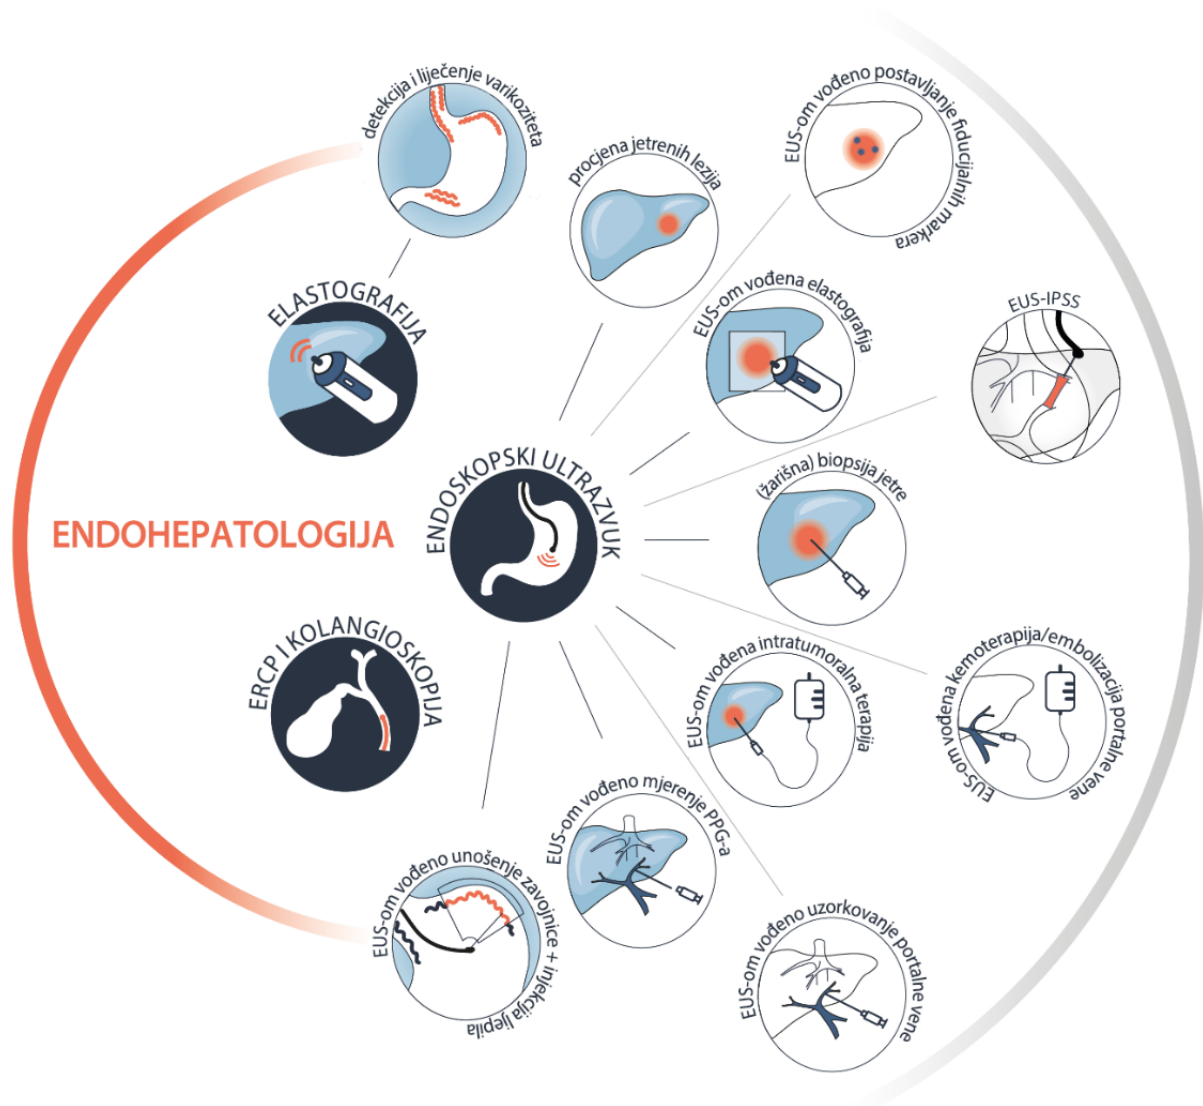 detekcija i liječenje varikoziteta
EUS-om vođeno postavljanje fiducijalnih markera
procjena jetrenih lezija
ELASTOGRAFIJA
EUS-om vođena elastografija
EUS-IPSS
ENDOSKOPSKI ULTRAZVUK
(žarišna) biopsija jetre
ENDOHEPATOLOGIJA
ERCP I KOLANGIOSKOPIJA
EUS-om vođena intratumoralna terapija
EUS-om vođena kemoterapija/embolizacija portalne vene
EUS-om vođeno mjerenje PPG-a
EUS-om vođeno unošenje zavojnice + injekcija ljepila
EUS-om vođeno uzorkovanje portalne vene